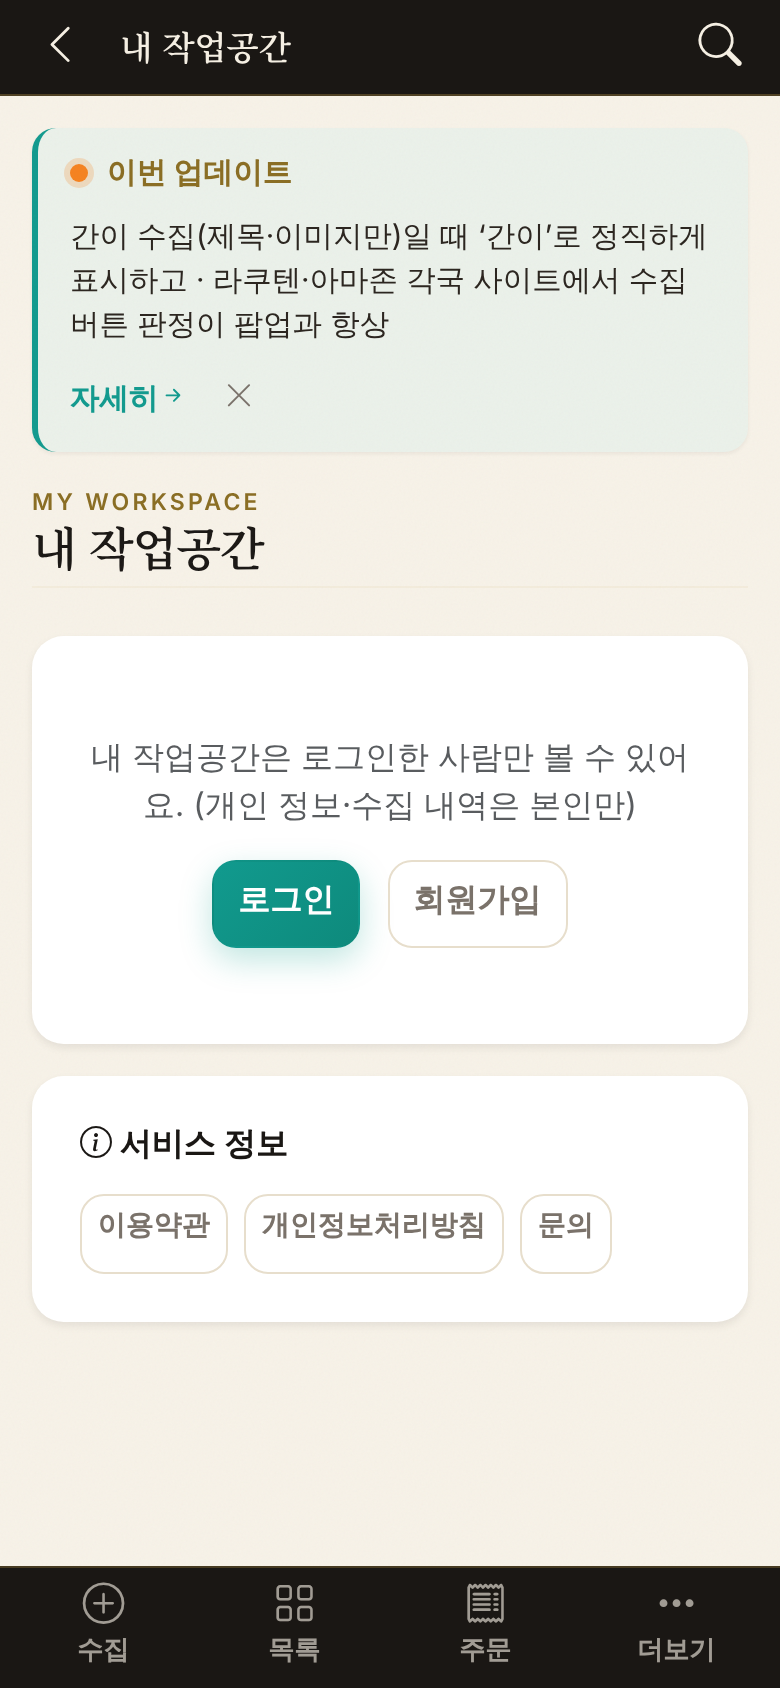 내 작업공간
이번 업데이트
간이 수집(제목·이미지만)일 때 ‘간이’로 정직하게
표시하고 · 라쿠텐·아마존 각국 사이트에서 수집
버튼 판정이 팝업과 항상
자세히 →
MY WORKSPACE
내 작업공간
내 작업공간은 로그인한 사람만 볼 수 있어
요. (개인 정보·수집 내역은 본인만)
로그인 회원가입
서비스 정보
이용약관 개인정보처리방침 문의
수집 목록 주문 더보기